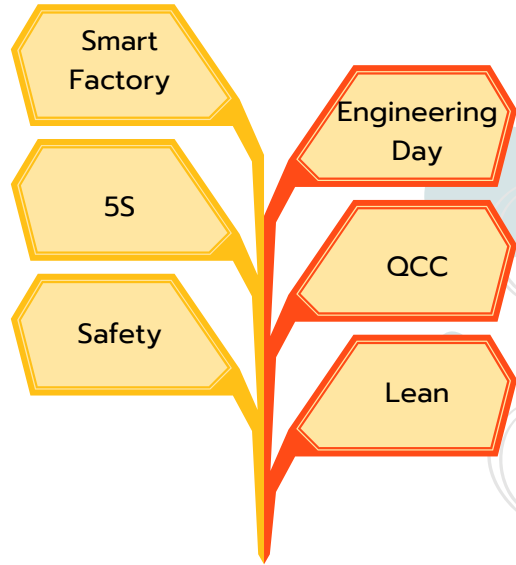 Smart
Factory
5S
Safety
Engineering
Day
QCC
Lean